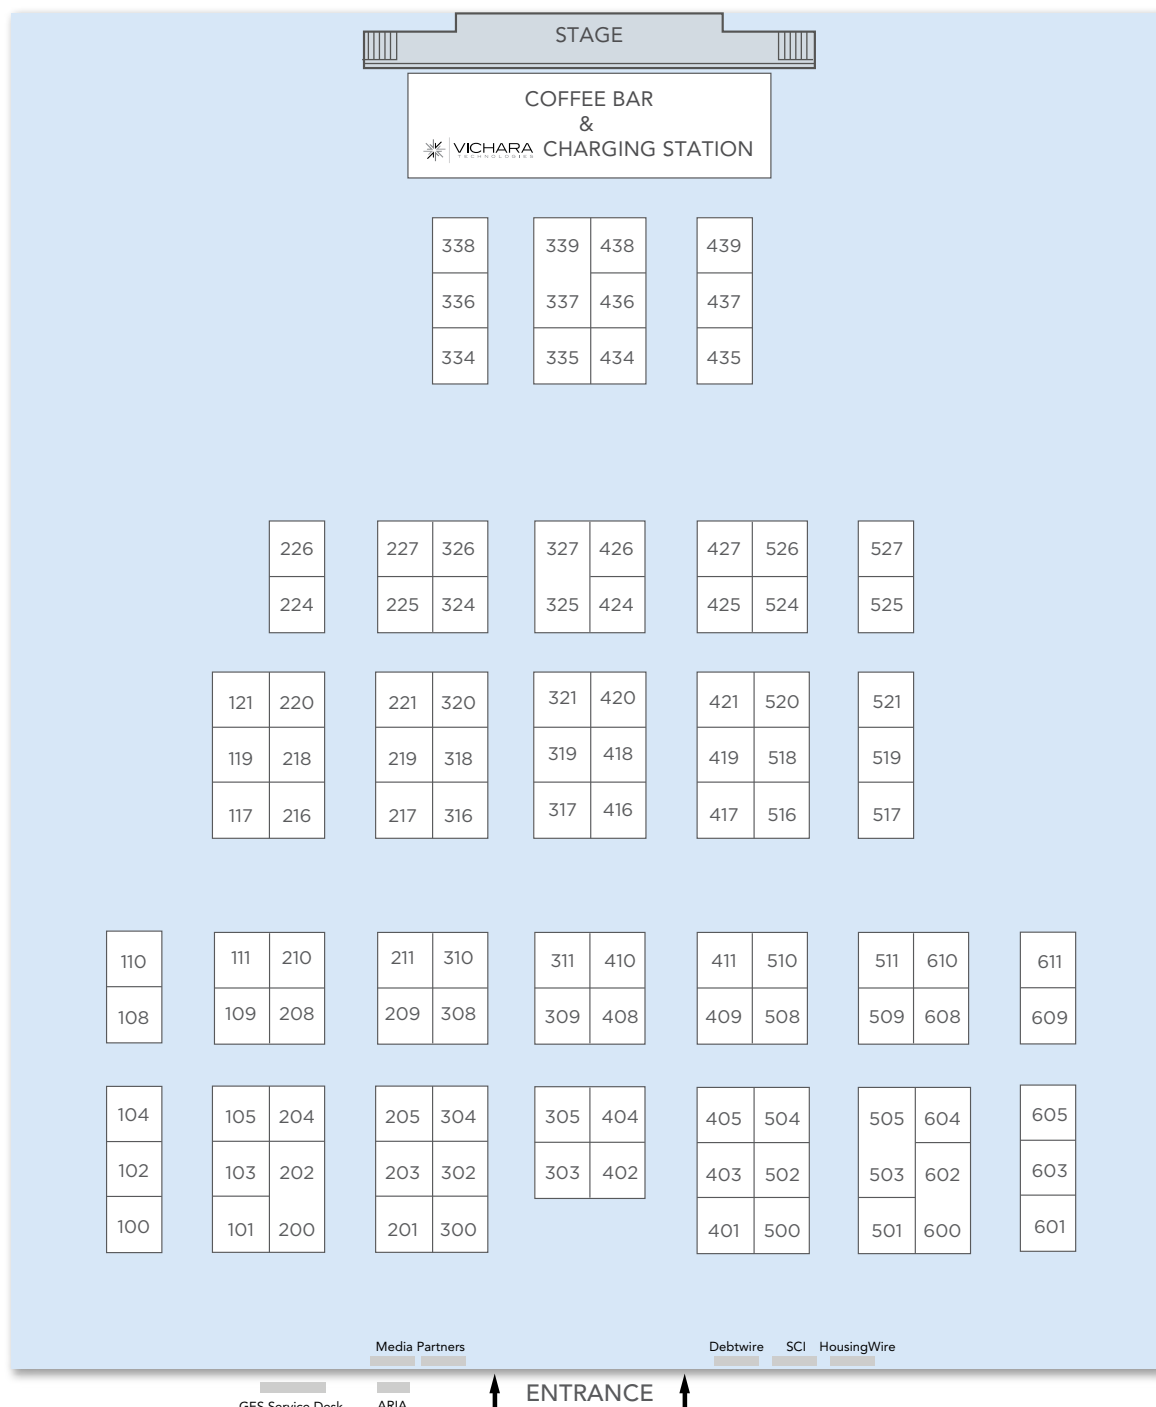 STAGE
COFFEE BAR
&
VICHARA TECHNOLOGIES CHARGING STATION
338 339 438 439
336 337 436 437
334 335 434 435
226 227 326 327 426 427 526 527
224 225 324 325 424 425 524 525
121 220 221 320 321 420 421 520 521
119 218 219 318 319 418 419 518 519
117 216 217 316 317 416 417 516 517
110 111 210 211 310 311 410 411 510 511 610 611
108 109 208 209 308 309 408 409 508 509 608 609
104 105 204 205 304 305 404 405 504 505 604 605
102 103 202 203 302 303 402 403 502 503 602 603
100 101 200 201 300 401 500 501 600 601
Media Partners Debtwire SCI HousingWire
ENTRANCE
GES Service Desk ARIA